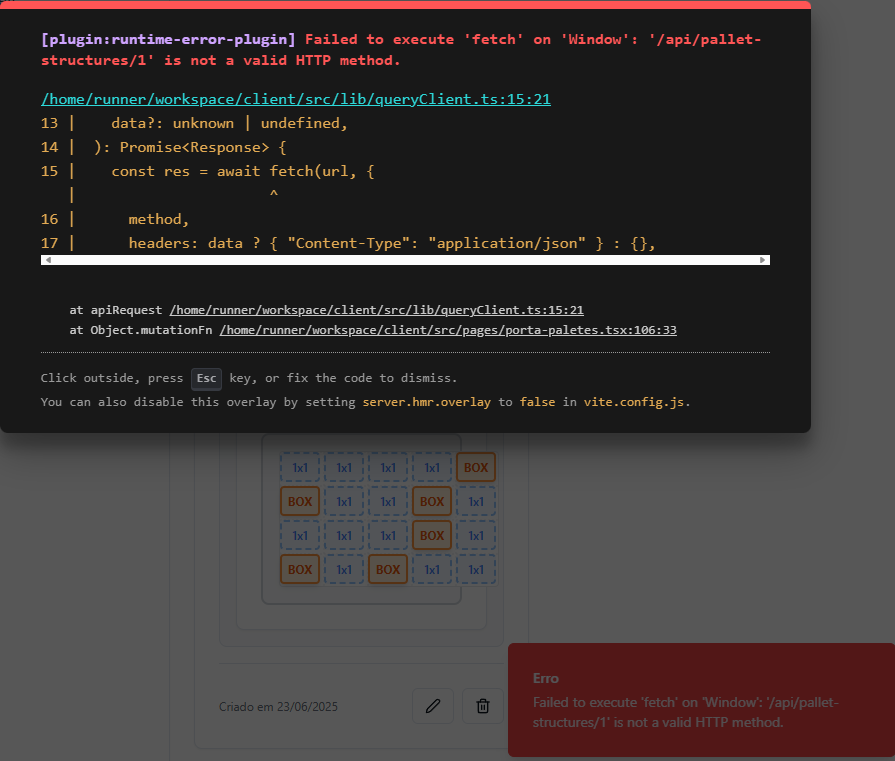 [plugin:runtime-error-plugin] Failed to execute 'fetch' on 'Window': '/api/pallet-
structures/1' is not a valid HTTP method.
/home/runner/workspace/client/src/lib/queryClient.ts:15:21
13 |    data?: unknown | undefined,
14 |  ): Promise<Response> {
15 |    const res = await fetch(url, {
   |                      ^
16 |      method,
17 |      headers: data ? { "Content-Type": "application/json" } : {},
at apiRequest /home/runner/workspace/client/src/lib/queryClient.ts:15:21
at Object.mutationFn /home/runner/workspace/client/src/pages/porta-paletes.tsx:106:33
Click outside, press Esc key, or fix the code to dismiss.
You can also disable this overlay by setting server.hmr.overlay to false in vite.config.js.
1x1 1x1 1x1 1x1 BOX
BOX 1x1 1x1 BOX 1x1
1x1 1x1 1x1 BOX 1x1
BOX 1x1 BOX 1x1 1x1
Criado em 23/06/2025
Erro
Failed to execute 'fetch' on 'Window': '/api/pallet-
structures/1' is not a valid HTTP method.